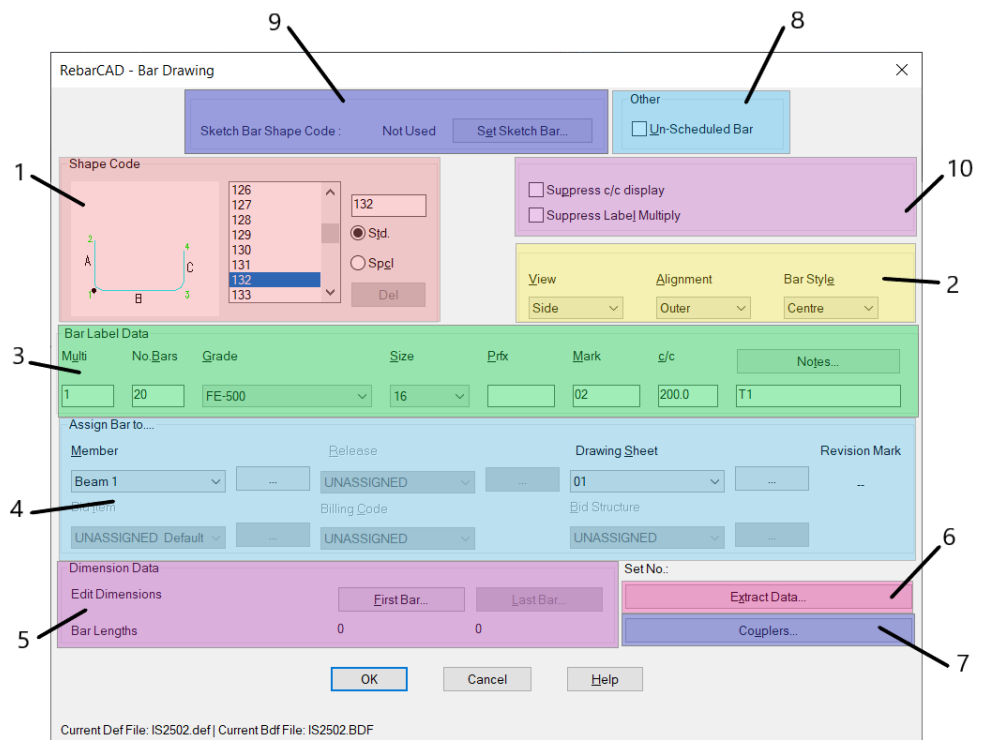 9 8
RebarCAD - Bar Drawing
Other
Sketch Bar Shape Code : Not Used Set Sketch Bar... Un-Scheduled Bar
1 Shape Code 10
126
127
128
129
130
131
132
133
132
Std.
Spcl
Del
2 4
A C
1 B 3
Suppress c/c display
Suppress Label Multiply
View Alignment Bar Style 2
Side Outer Centre
Bar Label Data
3 Multi No.Bars Grade Size Prfx Mark c/c Notes...
1 20 FE-500 16 02 200.0 T1
Assign Bar to....
Member Release Drawing Sheet Revision Mark
Beam 1 ... UNASSIGNED ... 01 ... --
4 Bid Item Billing Code Bid Structure
UNASSIGNED Default ... UNASSIGNED UNASSIGNED ...
Dimension Data Set No.: 6
Edit Dimensions First Bar... Last Bar... Extract Data...
5 Bar Lengths 0 0 Couplers... 7
OK Cancel Help
Current Def File: IS2502.def | Current Bdf File: IS2502.BDF